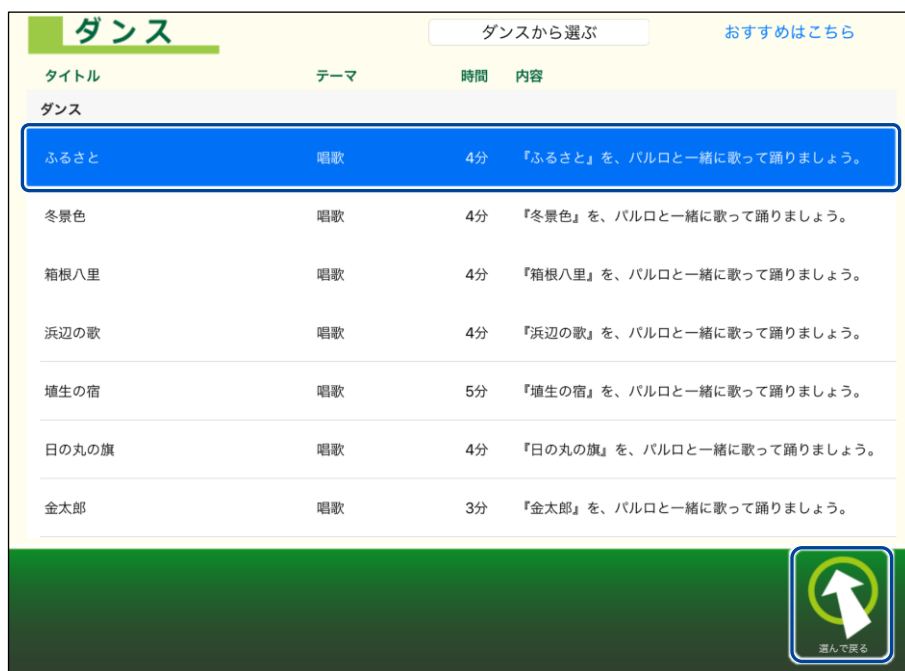 ダンス ダンスから選ぶ おすすめはこちら
タイトル テーマ 時間 内容
ダンス
ふるさと 唱歌 4分 『ふるさと』を、パルロと一緒に歌って踊りましょう。
冬景色 唱歌 4分 『冬景色』を、パルロと一緒に歌って踊りましょう。
箱根八里 唱歌 4分 『箱根八里』を、パルロと一緒に歌って踊りましょう。
浜辺の歌 唱歌 4分 『浜辺の歌』を、パルロと一緒に歌って踊りましょう。
埴生の宿 唱歌 5分 『埴生の宿』を、パルロと一緒に歌って踊りましょう。
日の丸の旗 唱歌 4分 『日の丸の旗』を、パルロと一緒に歌って踊りましょう。
金太郎 唱歌 3分 『金太郎』を、パルロと一緒に歌って踊りましょう。
選んで戻る